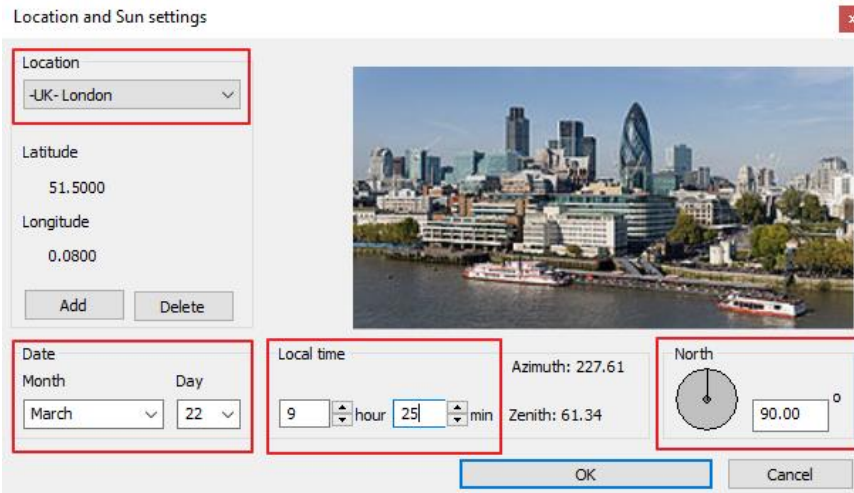 Location and Sun settings
x
Location
-UK- London
Latitude
51.5000
Longitude
0.0800
Add
Delete
Date
Month
Day
March
22
Local time
9
hour
25
min
Azimuth: 227.61
Zenith: 61.34
North
90.00
o
OK
Cancel